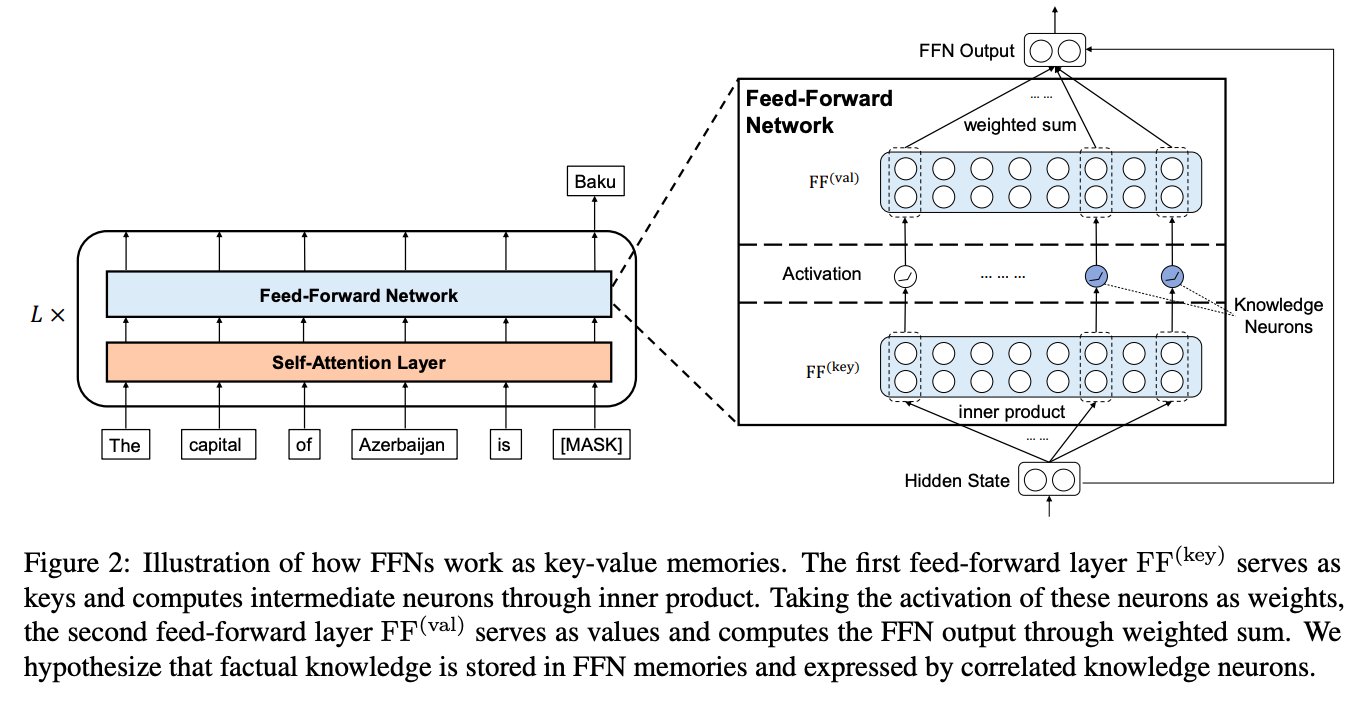 FFN Output
Feed-Forward
Network
... ...
weighted sum
FF(val)
Baku
Activation
... ... ...
Feed-Forward Network
L ×
Knowledge
Neurons
Self-Attention Layer
FF(key)
inner product
The capital of Azerbaijan is [MASK]
... ...
Hidden State
Figure 2: Illustration of how FFNs work as key-value memories. The first feed-forward layer FF(key) serves as
keys and computes intermediate neurons through inner product. Taking the activation of these neurons as weights,
the second feed-forward layer FF(val) serves as values and computes the FFN output through weighted sum. We
hypothesize that factual knowledge is stored in FFN memories and expressed by correlated knowledge neurons.